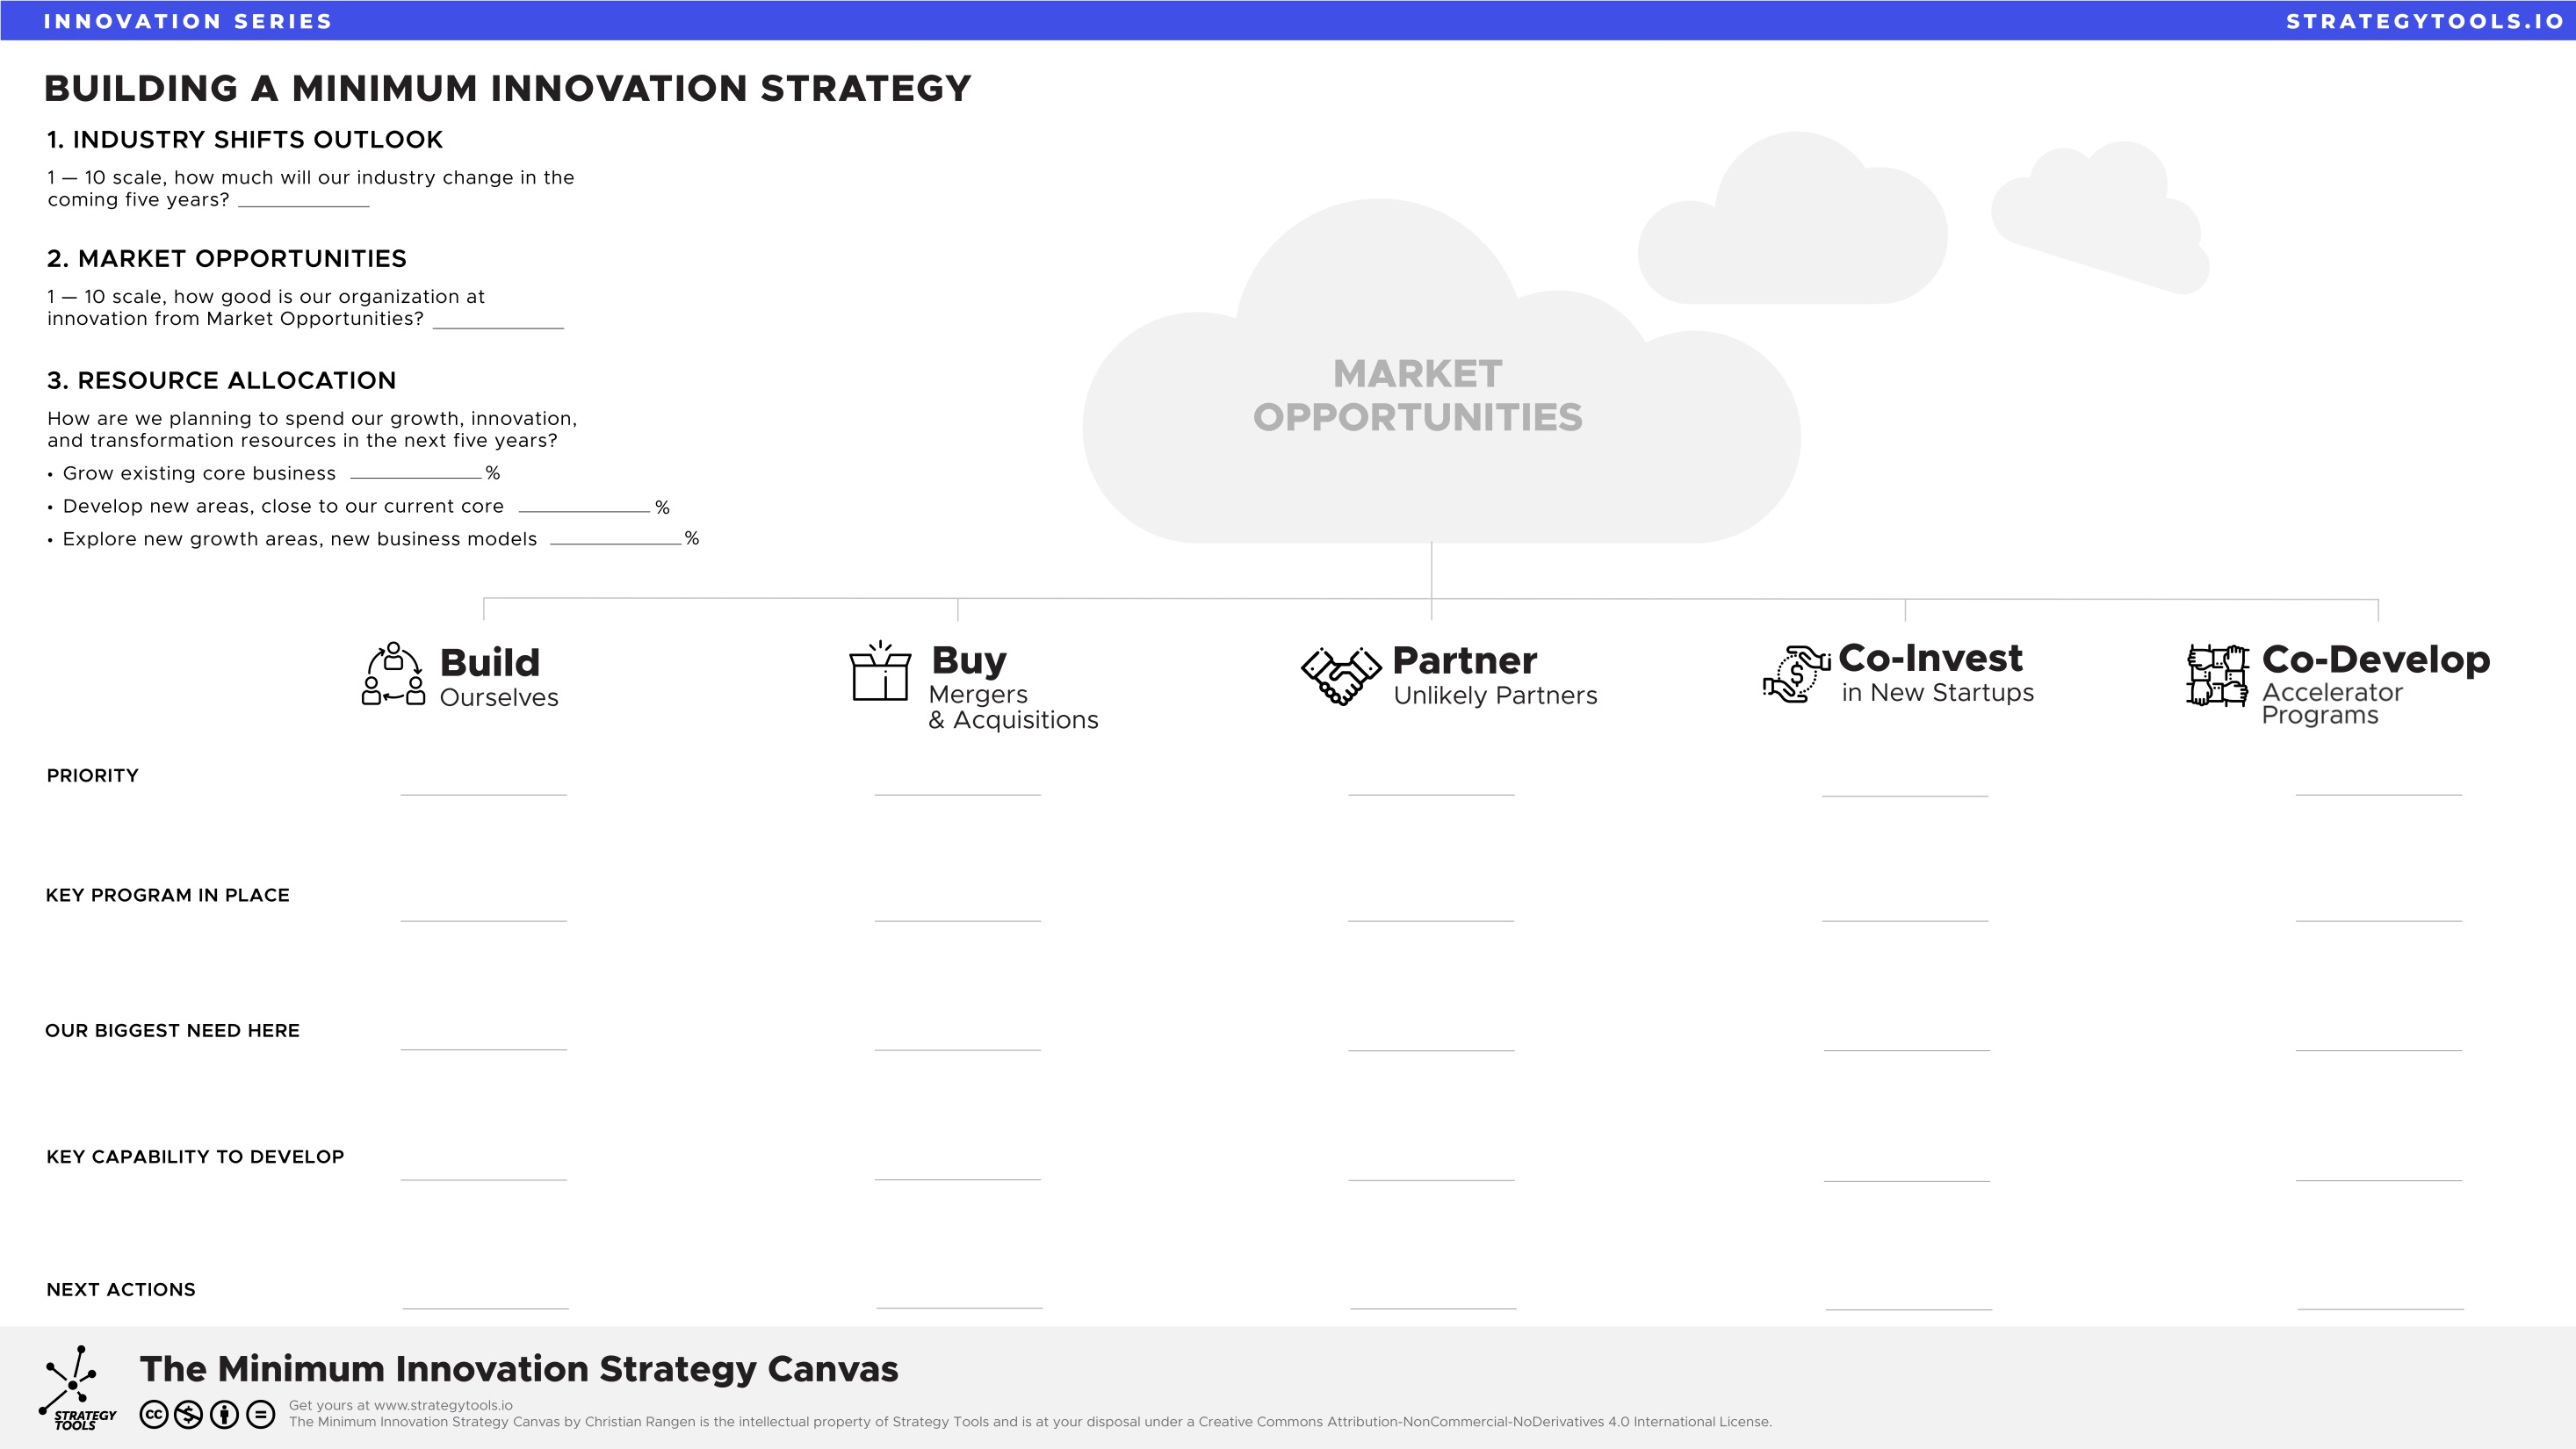 INNOVATION SERIES
STRATEGYTOOLS.IO
BUILDING A MINIMUM INNOVATION STRATEGY
1. INDUSTRY SHIFTS OUTLOOK
1 — 10 scale, how much will our industry change in the
coming five years?
2. MARKET OPPORTUNITIES
1 — 10 scale, how good is our organization at
innovation from Market Opportunities?
3. RESOURCE ALLOCATION
How are we planning to spend our growth, innovation,
and transformation resources in the next five years?
• Grow existing core business %
• Develop new areas, close to our current core %
• Explore new growth areas, new business models %
MARKET
OPPORTUNITIES
Build
Ourselves
Buy
Mergers
& Acquisitions
Partner
Unlikely Partners
Co-Invest
in New Startups
Co-Develop
Accelerator
Programs
PRIORITY
KEY PROGRAM IN PLACE
OUR BIGGEST NEED HERE
KEY CAPABILITY TO DEVELOP
NEXT ACTIONS
STRATEGY
TOOLS
The Minimum Innovation Strategy Canvas
cc
Get yours at www.strategytools.io
The Minimum Innovation Strategy Canvas by Christian Rangen is the intellectual property of Strategy Tools and is at your disposal under a Creative Commons Attribution-NonCommercial-NoDerivatives 4.0 International License.